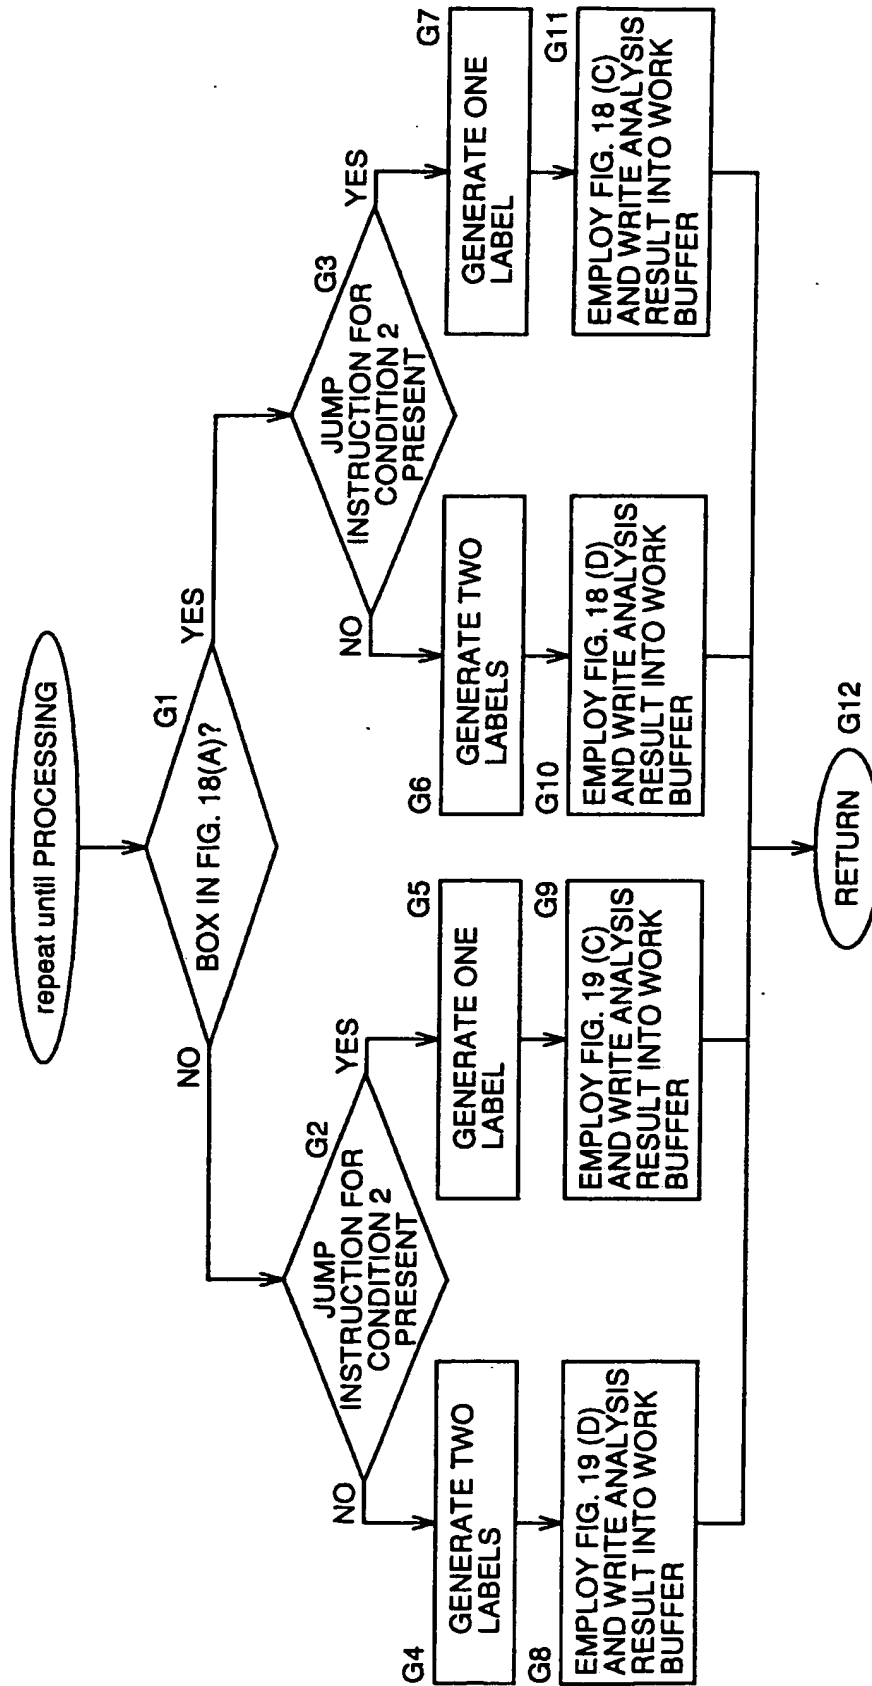 repeat until PROCESSING
G1
BOX IN FIG. 18(A)?
NO
YES
G2
JUMP
INSTRUCTION FOR
CONDITION 2
PRESENT
NO
YES
G3
JUMP
INSTRUCTION FOR
CONDITION 2
PRESENT
NO
YES
G4
GENERATE TWO
LABELS
G5
GENERATE ONE
LABEL
G6
GENERATE TWO
LABELS
G7
GENERATE ONE
LABEL
G8
EMPLOY FIG. 19 (D)
AND WRITE ANALYSIS
RESULT INTO WORK
BUFFER
G9
EMPLOY FIG. 19 (C)
AND WRITE ANALYSIS
RESULT INTO WORK
BUFFER
G10
EMPLOY FIG. 18 (D)
AND WRITE ANALYSIS
RESULT INTO WORK
BUFFER
G11
EMPLOY FIG. 18 (C)
AND WRITE ANALYSIS
RESULT INTO WORK
BUFFER
RETURN
G12